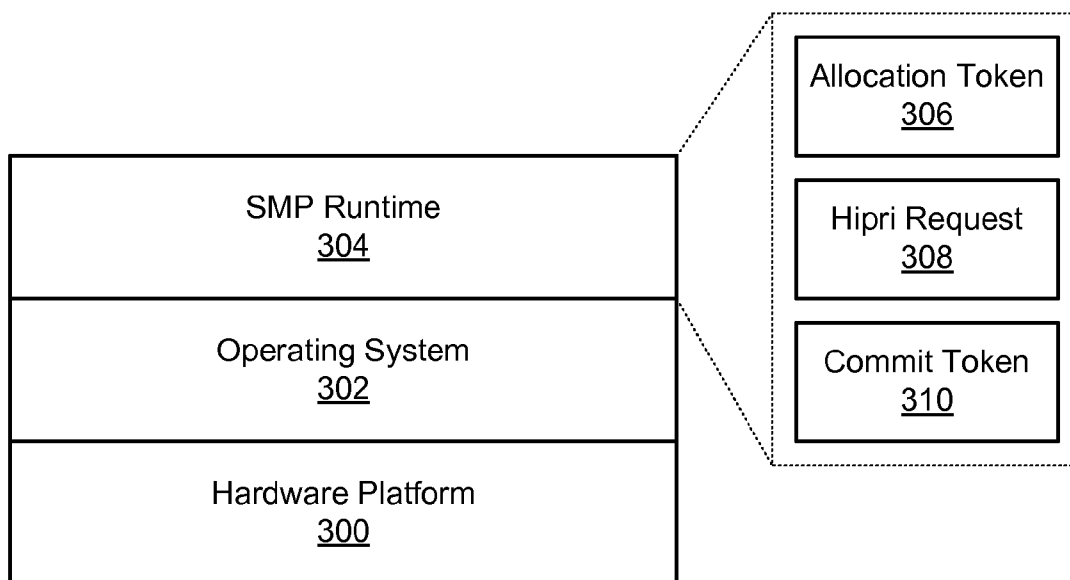 SMP Runtime
304
Operating System
302
Hardware Platform
300
Allocation Token
306
Hipri Request
308
Commit Token
310